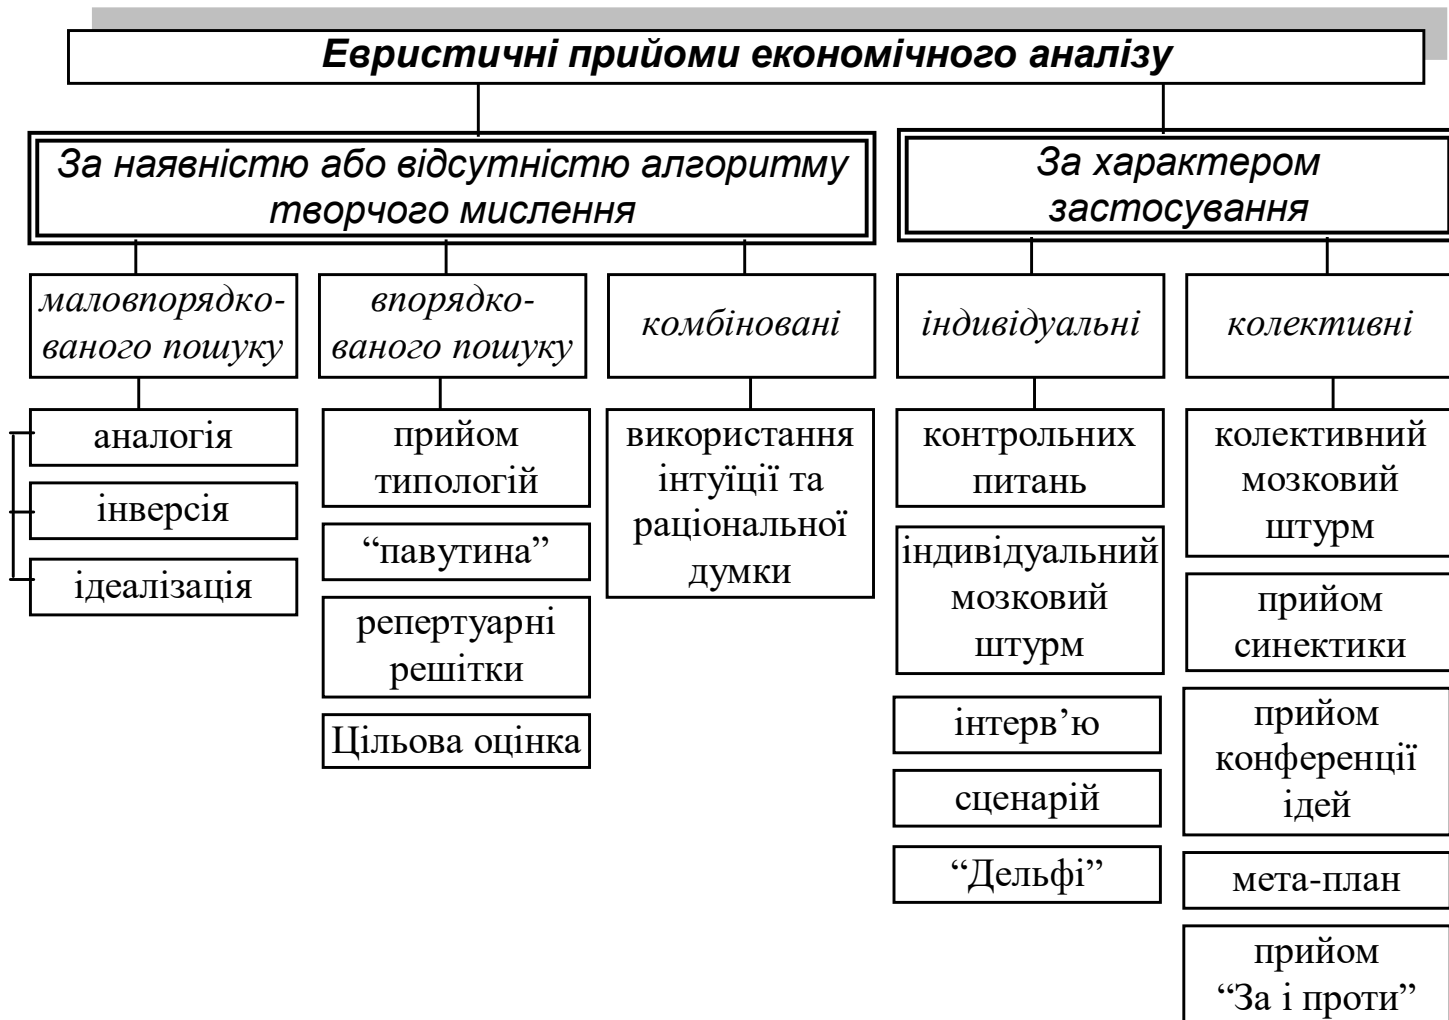 Евристичні прийоми економічного аналізу
За наявністю або відсутністю алгоритму
творчого мислення
За характером
застосування
маловпорядко-
ваного пошуку
впорядко-
ваного пошуку
комбіновані
індивідуальні
колективні
аналогія
інверсія
ідеалізація
прийом
типологій
“павутина”
репертуарні
решітки
Цільова оцінка
використання
інтуїції та
раціональної
думки
контрольних
питань
індивідуальний
мозковий
штурм
інтерв’ю
сценарій
“Дельфі”
колективний
мозковий
штурм
прийом
синектики
прийом
конференції
ідей
мета-план
прийом
“За і проти”